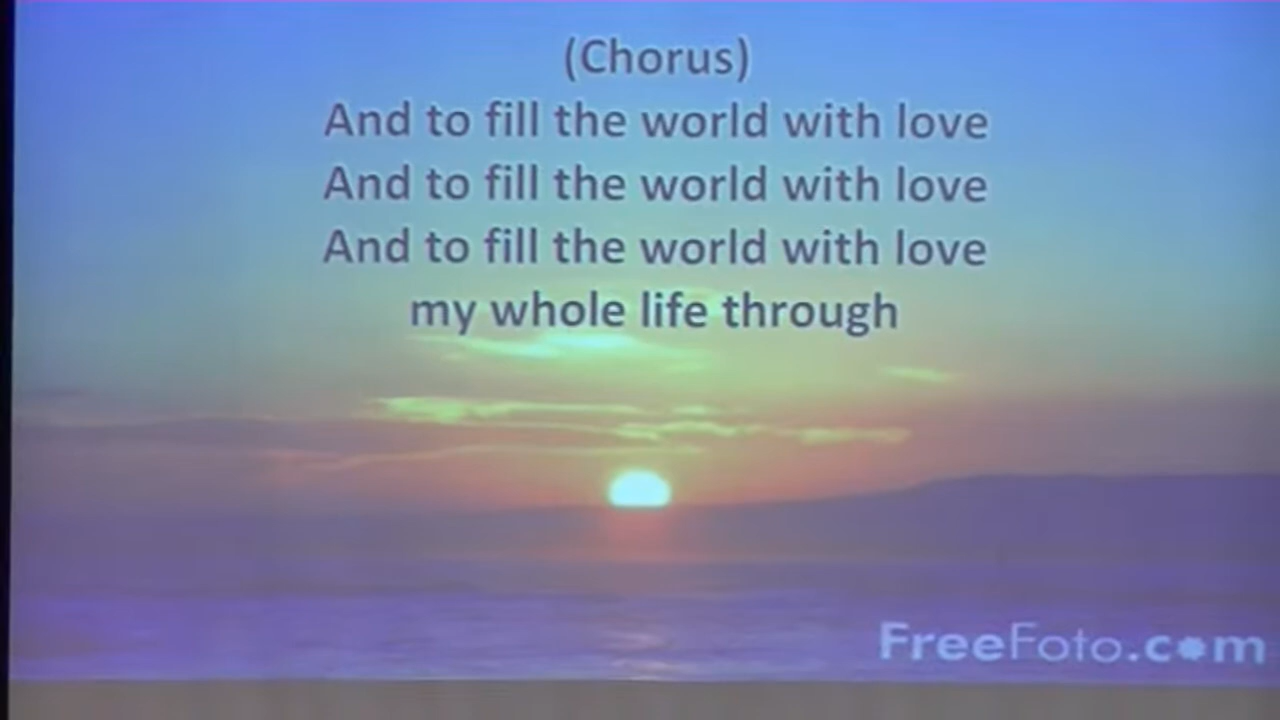 (Chorus)
And to fill the world with love
And to fill the world with love
And to fill the world with love
my whole life through
FreeFoto.com